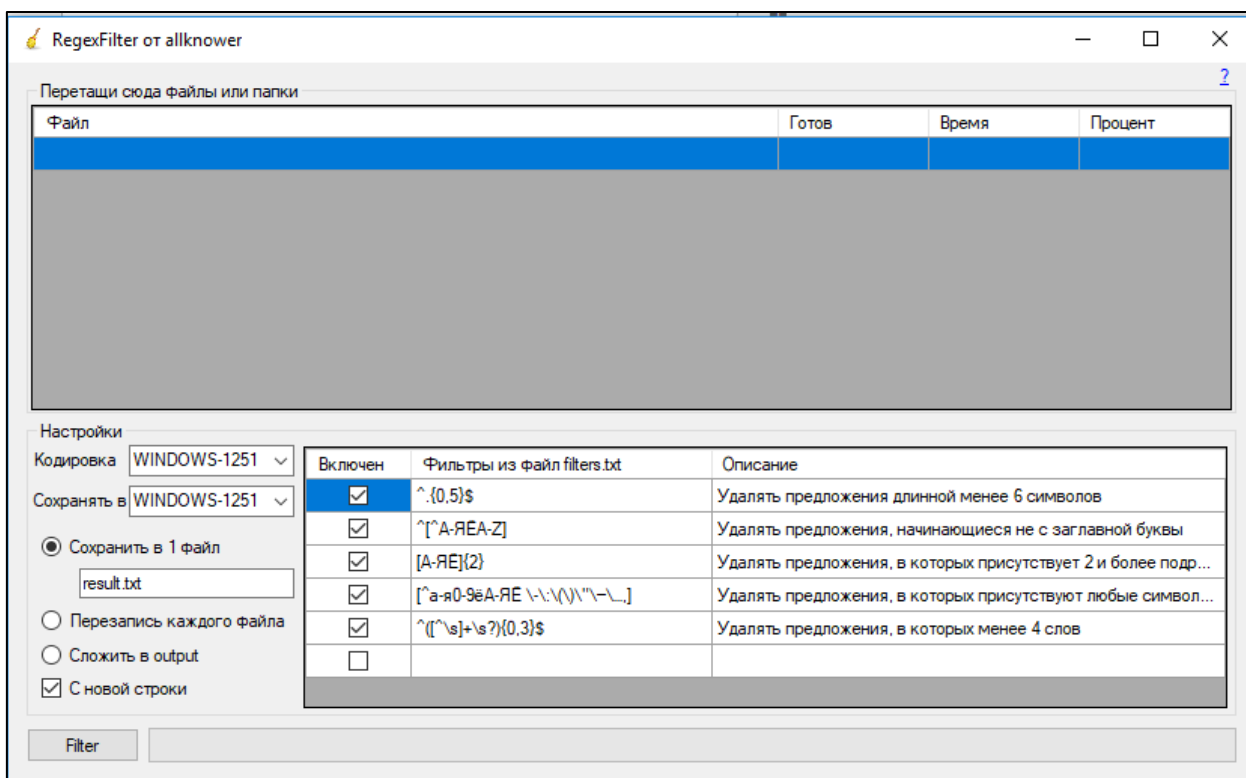 RegexFilter от allknower
?
Перетащи сюда файлы или папки
Файл Готов Время Процент
Настройки
Кодировка WINDOWS-1251
Сохранять в WINDOWS-1251
Сохранить в 1 файл
result.txt
Перезапись каждого файла
Сложить в output
С новой строки
Включен Фильтры из файл filters.txt Описание
^.{0,5}$ Удалять предложения длинной менее 6 символов
^[^А-ЯЁA-Z] Удалять предложения, начинающиеся не с заглавной буквы
[А-ЯЁ]{2} Удалять предложения, в которых присутствует 2 и более подр...
[^а-я0-9ёА-ЯЁ \-\:\(\)\"\–\...,] Удалять предложения, в которых присутствуют любые символ...
^([^\s]+\s?){0,3}$ Удалять предложения, в которых менее 4 слов
Filter